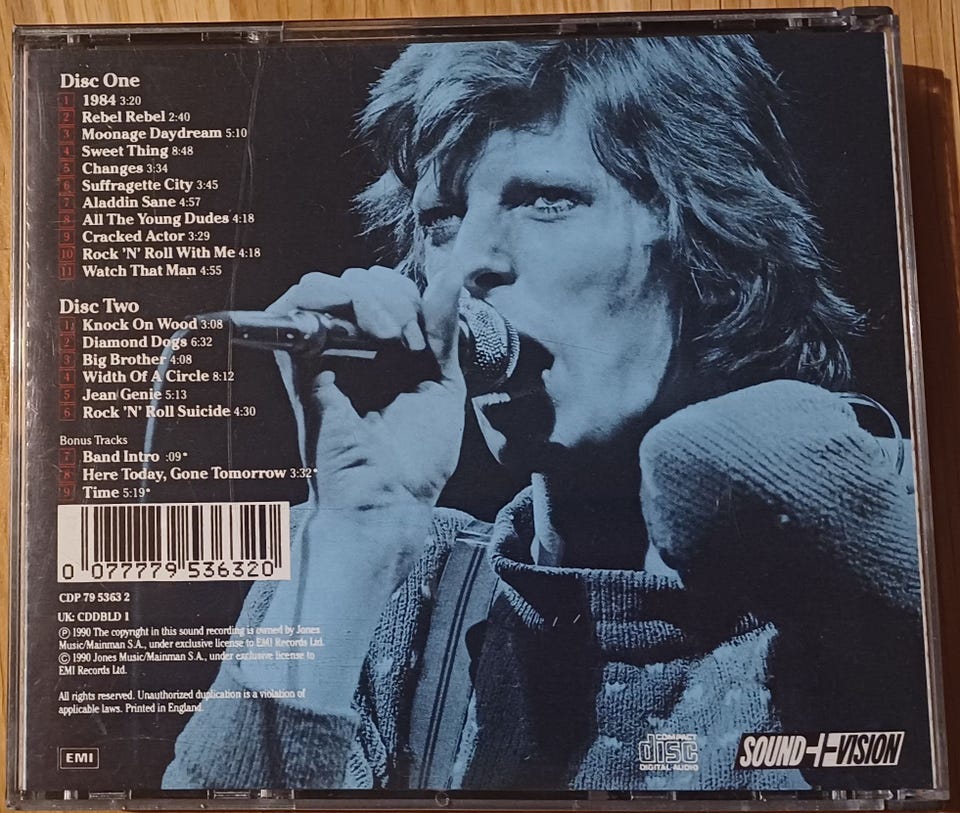 Disc One
1 1984 3:20
2 Rebel Rebel 2:40
3 Moonage Daydream 5:10
4 Sweet Thing 8:48
5 Changes 3:34
6 Suffragette City 3:45
7 Aladdin Sane 4:57
8 All The Young Dudes 4:18
9 Cracked Actor 3:29
10 Rock 'N' Roll With Me 4:18
11 Watch That Man 4:55
Disc Two
1 Knock On Wood 3:08
2 Diamond Dogs 6:32
3 Big Brother 4:08
4 Width Of A Circle 8:12
5 Jean Genie 5:13
6 Rock 'N' Roll Suicide 4:30
Bonus Tracks
7 Band Intro :09*
8 Here Today, Gone Tomorrow 3:32*
9 Time 5:19*
0 077779 536320
CDP 79 5363 2
UK: CDDBLD 1
Ⓟ 1990 The copyright in this sound recording is owned by Jones
Music/Mainman S.A., under exclusive license to EMI Records Ltd.
© 1990 Jones Music/Mainman S.A., under exclusive license to
EMI Records Ltd.
All rights reserved. Unauthorized duplication is a violation of
applicable laws. Printed in England.
EMI
COMPACT
disc
DIGITAL AUDIO
SOUND+VISION